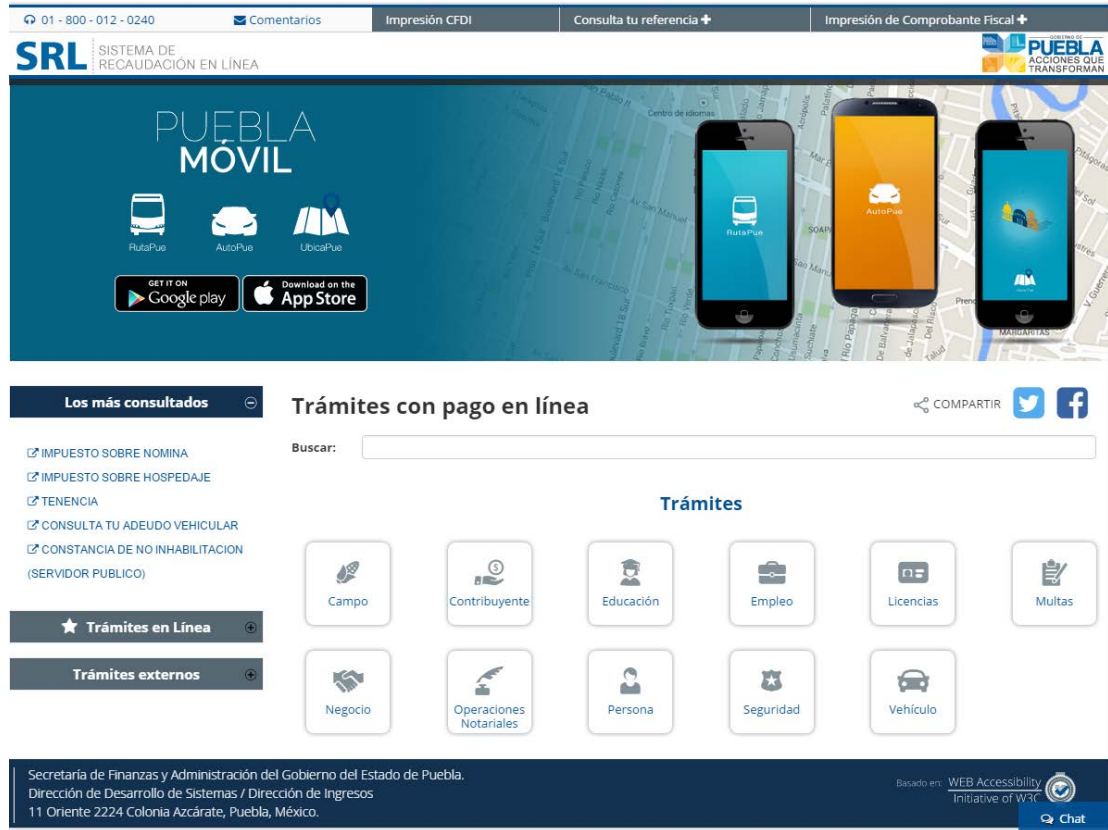 01 - 800 - 012 - 0240
Comentarios
Impresión CFDI
Consulta tu referencia
Impresión de Comprobante Fiscal
SRL
SISTEMA DE
RECAUDACIÓN EN LÍNEA
GOBIERNO DE
PUEBLA
ACCIONES QUE
TRANSFORMAN
PUEBLA
MÓVIL
RutaPue
AutoPue
UbicaPue
GET IT ON
Google play
Download on the
App Store
Centro de idiomas
RutaPue
AutoPue
MARGARITAS
Los más consultados
IMPUESTO SOBRE NOMINA
IMPUESTO SOBRE HOSPEDAJE
TENENCIA
CONSULTA TU ADEUDO VEHICULAR
CONSTANCIA DE NO INHABILITACION
(SERVIDOR PUBLICO)
Trámites en Línea
Trámites externos
Trámites con pago en línea
COMPARTIR
Buscar:
Trámites
Campo
Contribuyente
Educación
Empleo
Licencias
Multas
Negocio
Operaciones
Notariales
Persona
Seguridad
Vehículo
Secretaría de Finanzas y Administración del Gobierno del Estado de Puebla.
Dirección de Desarrollo de Sistemas / Dirección de Ingresos
11 Oriente 2224 Colonia Azcárate, Puebla, México.
Basado en: WEB Accessibility
Initiative of W3C
Chat